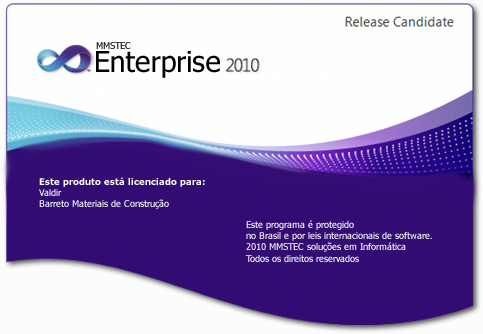 Release Candidate
MMSTEC
Enterprise 2010
Este produto está licenciado para:
Valdir
Barreto Materiais de Construção
Este programa é protegido
no Brasil e por leis internacionais de software.
2010 MMSTEC soluções em Informática
Todos os direitos reservados